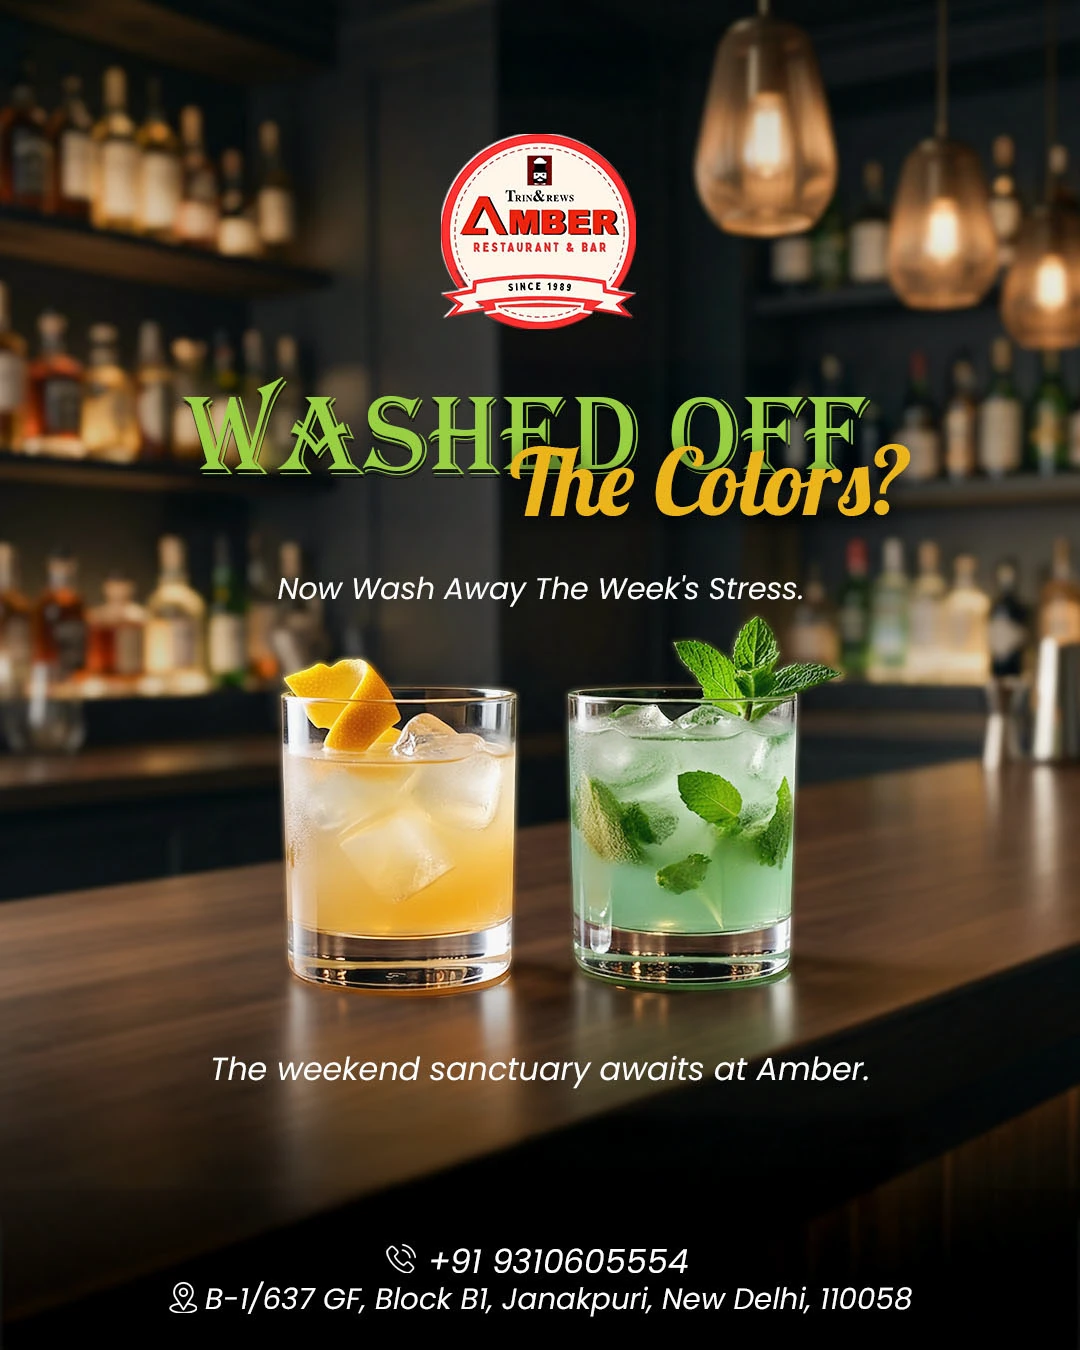 TRIN&REWS
AMBER
RESTAURANT & BAR
SINCE 1989
WASHED OFF
The Colors?
Now Wash Away The Week's Stress.
The weekend sanctuary awaits at Amber.
+91 9310605554
B-1/637 GF, Block B1, Janakpuri, New Delhi, 110058